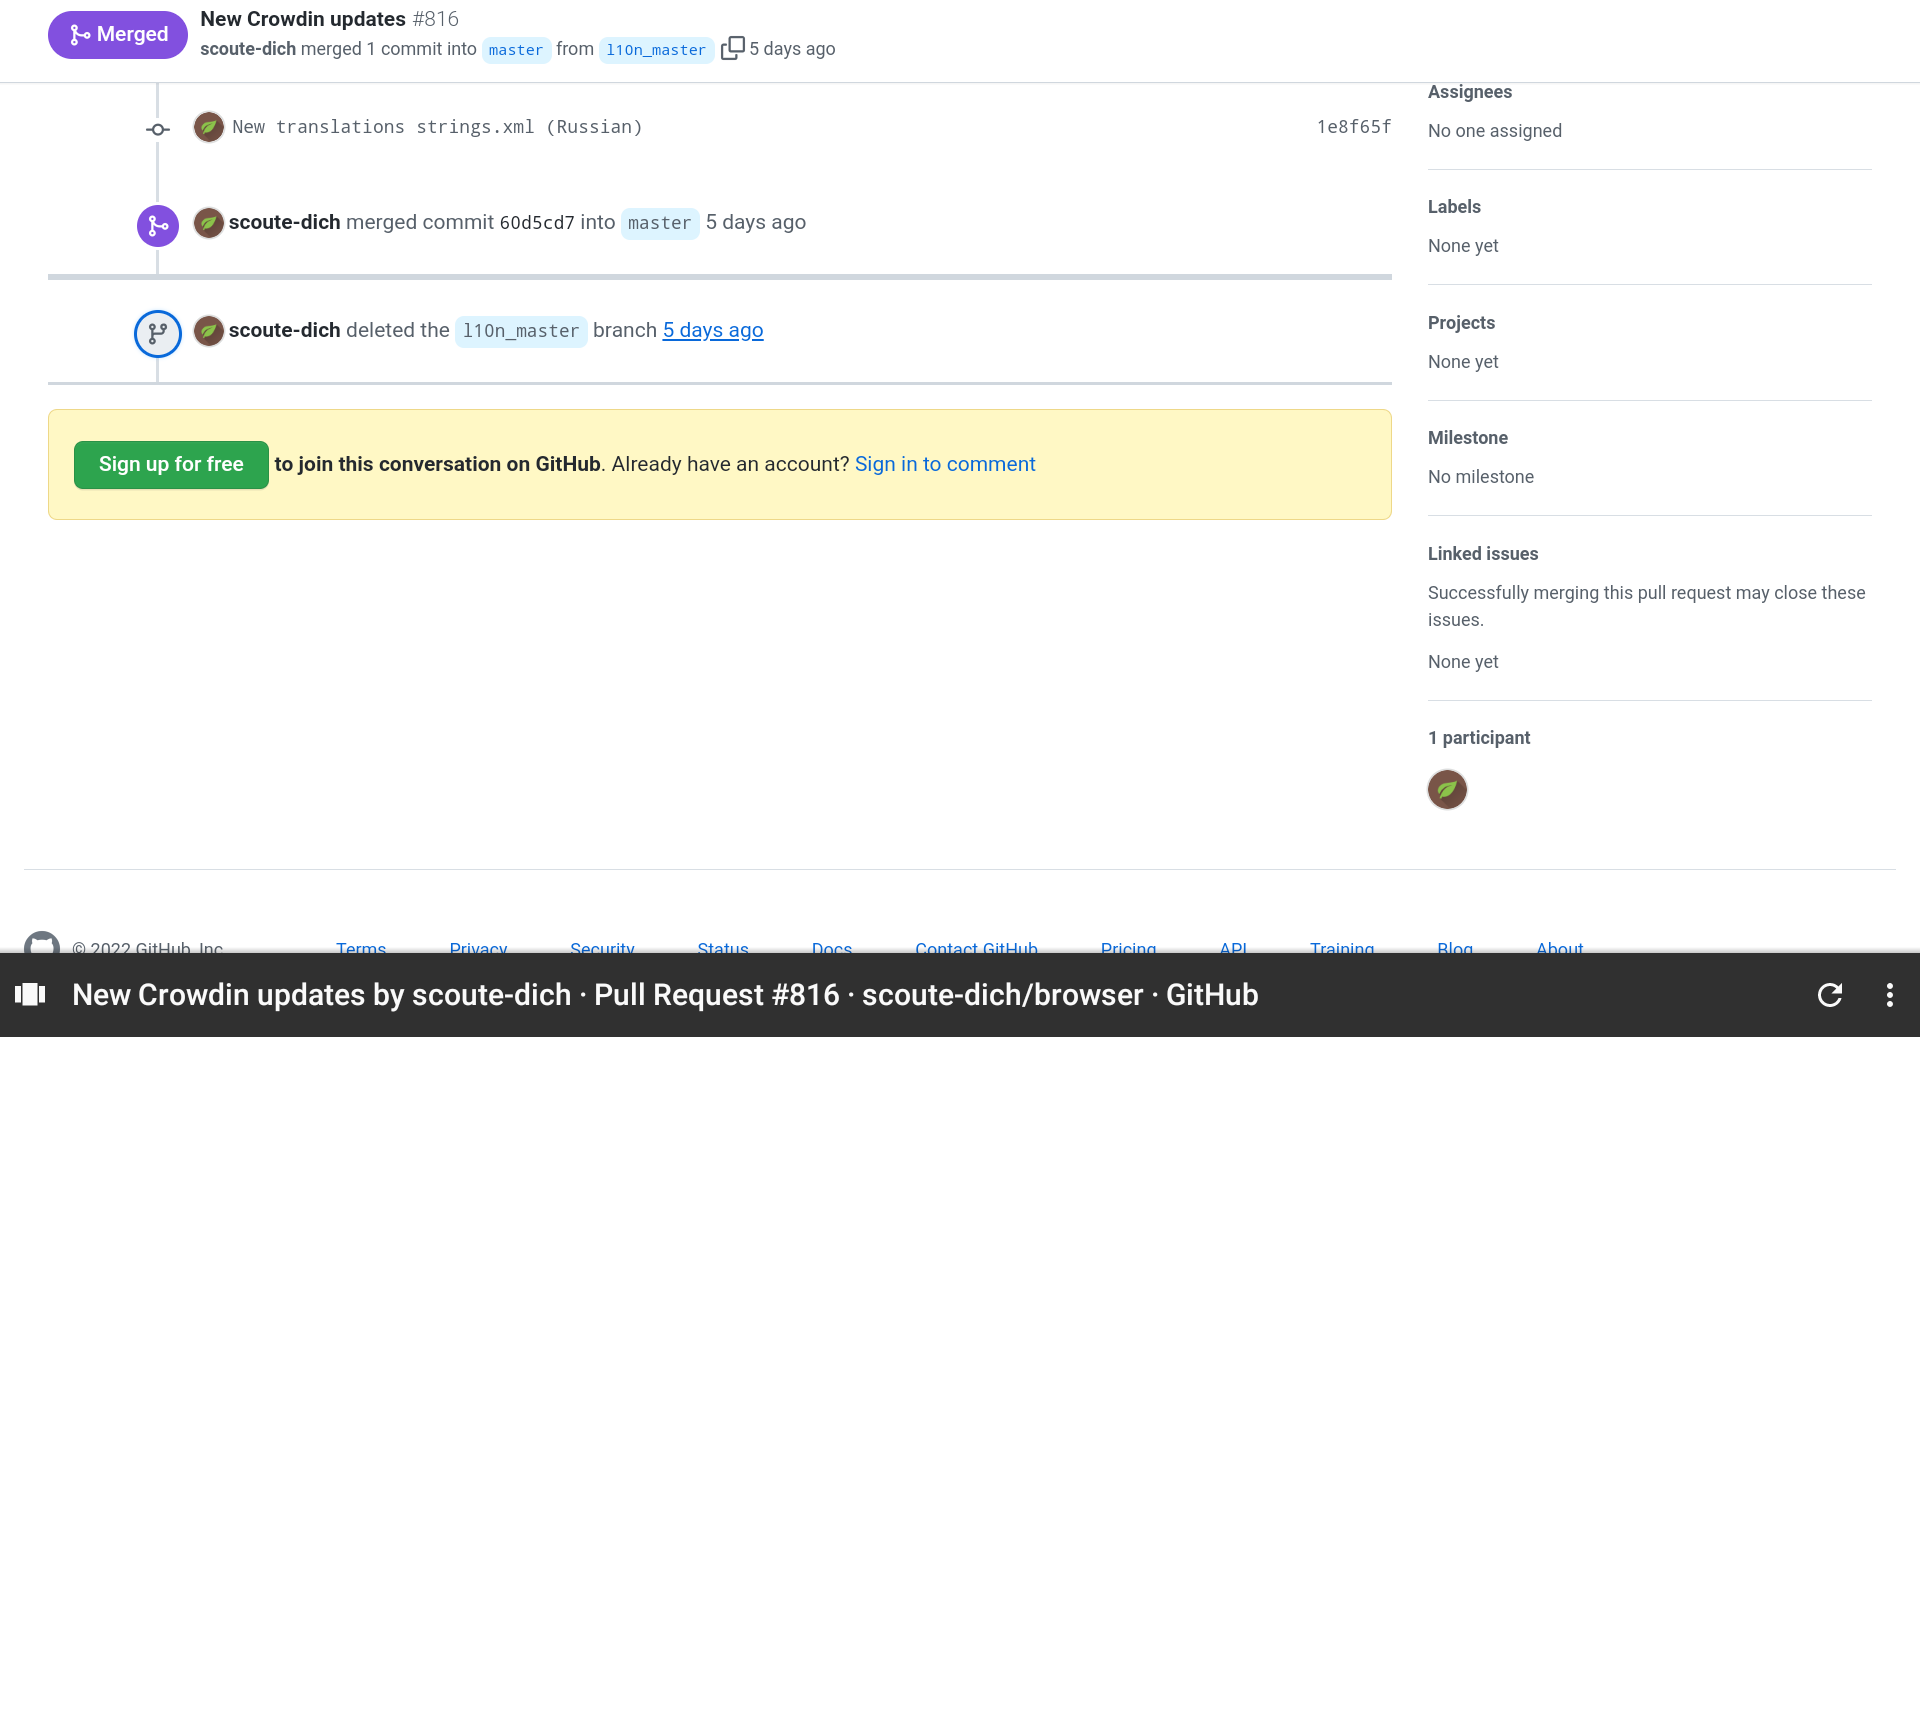 Merged
New Crowdin updates #816
scoute-dich merged 1 commit into master from l10n_master 5 days ago
New translations strings.xml (Russian) 1e8f65f
scoute-dich merged commit 60d5cd7 into master 5 days ago
scoute-dich deleted the l10n_master branch 5 days ago
Sign up for free to join this conversation on GitHub. Already have an account? Sign in to comment
Assignees
No one assigned
Labels
None yet
Projects
None yet
Milestone
No milestone
Linked issues
Successfully merging this pull request may close these
issues.
None yet
1 participant
© 2022 GitHub, Inc. Terms Privacy Security Status Docs Contact GitHub Pricing API Training Blog About
New Crowdin updates by scoute-dich · Pull Request #816 · scoute-dich/browser · GitHub